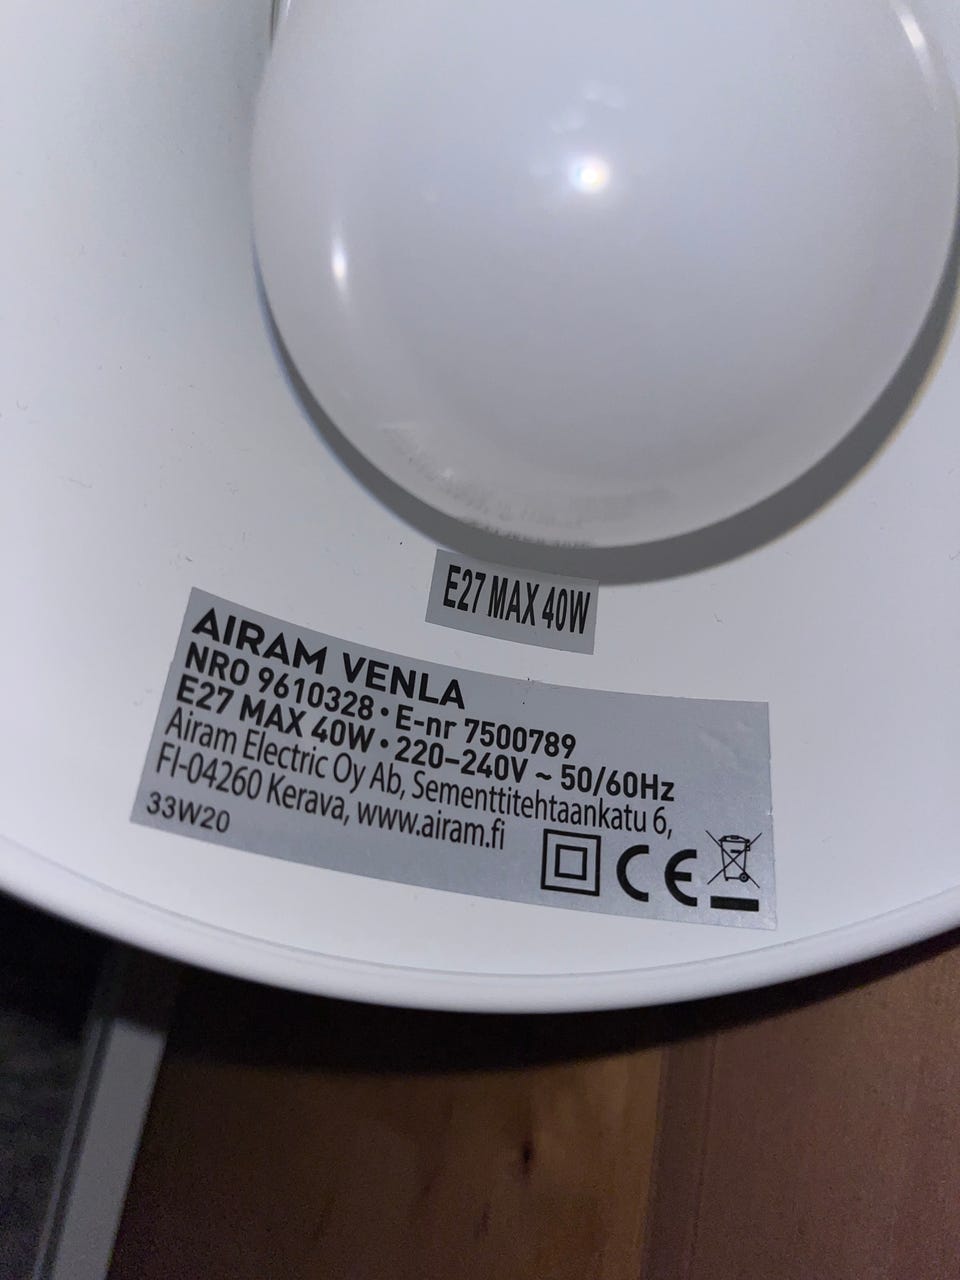 E27 MAX 40W
AIRAM VENLA
NRO 9610328 • E-nr 7500789
E27 MAX 40W • 220–240V ~ 50/60Hz
Airam Electric Oy Ab, Sementtitehtaankatu 6,
FI-04260 Kerava, www.airam.fi
33W20
CE